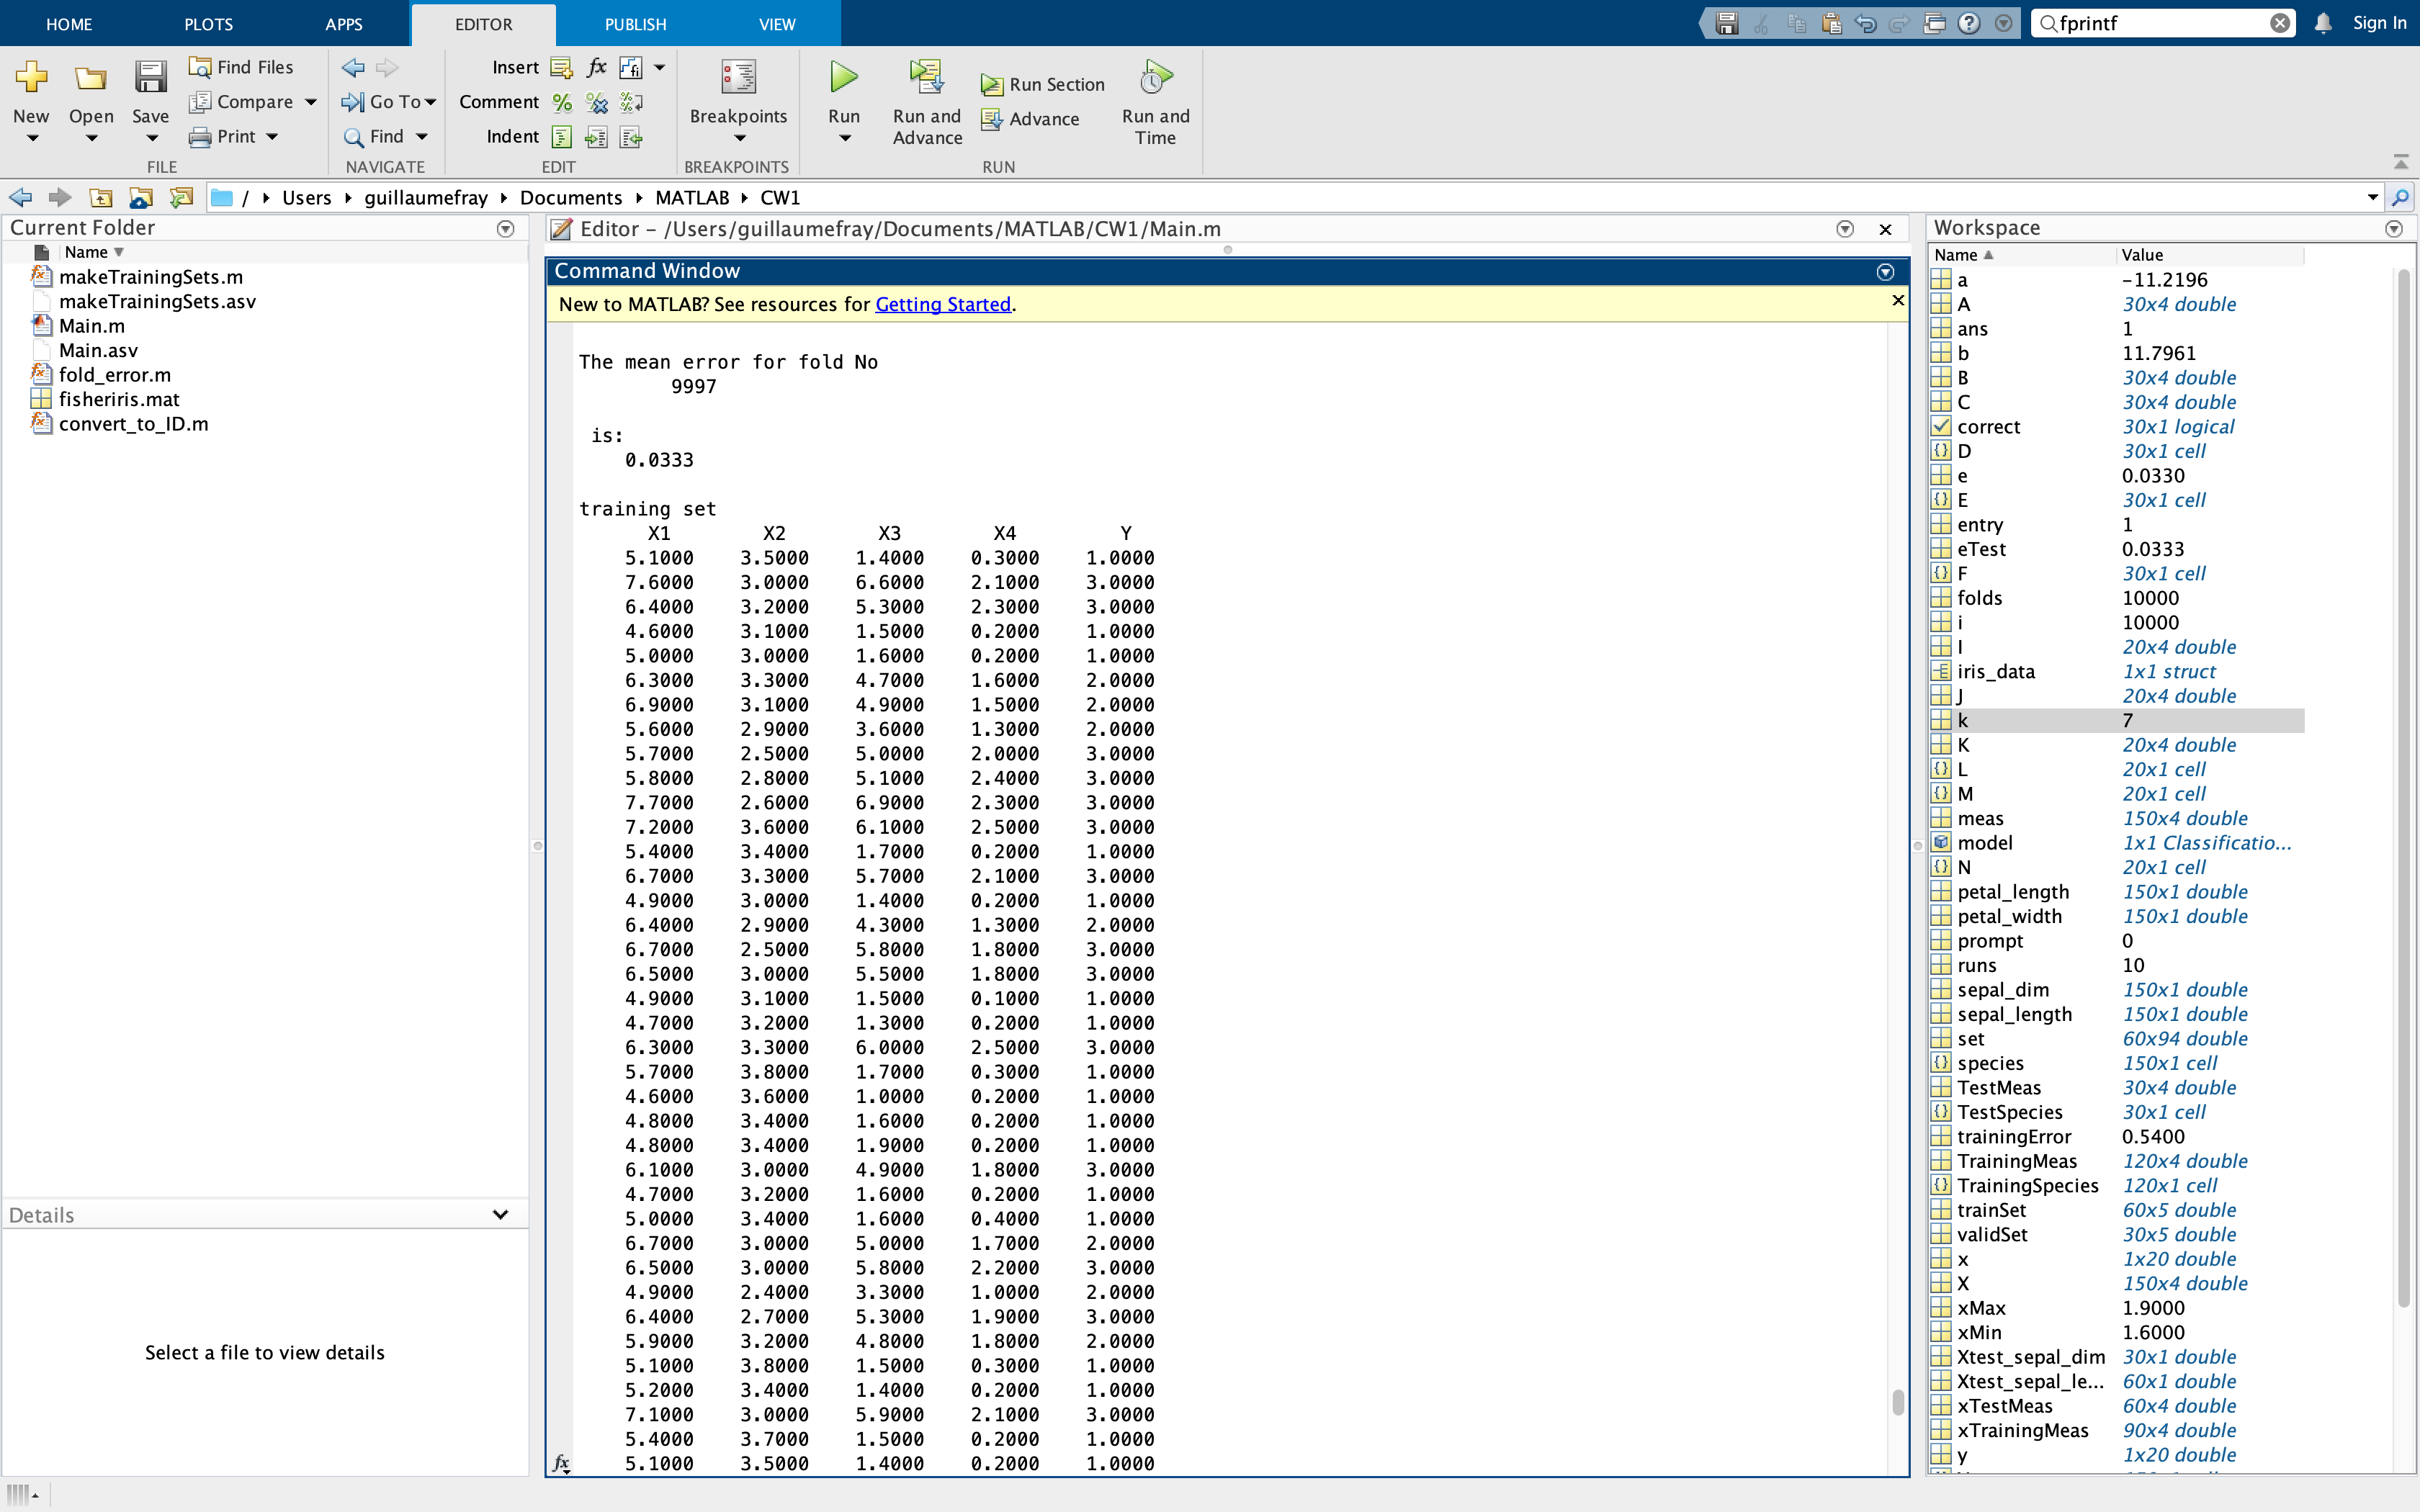 HOME PLOTS APPS EDITOR PUBLISH VIEW fprintf Sign In
New Open Save Find Files Compare Print
FILE
Go To Find
NAVIGATE
Insert fx fi
Comment
Indent
EDIT
Breakpoints
BREAKPOINTS
Run Run and Advance Run Section Advance Run and Time
RUN
/ Users guillaumefray Documents MATLAB CW1
Current Folder
Name
makeTrainingSets.m
makeTrainingSets.asv
Main.m
Main.asv
fold_error.m
fisheriris.mat
convert_to_ID.m
Details
Select a file to view details
Editor – /Users/guillaumefray/Documents/MATLAB/CW1/Main.m
Command Window
New to MATLAB? See resources for Getting Started.
The mean error for fold No
9997
is:
0.0333
training set
X1 X2 X3 X4 Y
5.1000 3.5000 1.4000 0.3000 1.0000
7.6000 3.0000 6.6000 2.1000 3.0000
6.4000 3.2000 5.3000 2.3000 3.0000
4.6000 3.1000 1.5000 0.2000 1.0000
5.0000 3.0000 1.6000 0.2000 1.0000
6.3000 3.3000 4.7000 1.6000 2.0000
6.9000 3.1000 4.9000 1.5000 2.0000
5.6000 2.9000 3.6000 1.3000 2.0000
5.7000 2.5000 5.0000 2.0000 3.0000
5.8000 2.8000 5.1000 2.4000 3.0000
7.7000 2.6000 6.9000 2.3000 3.0000
7.2000 3.6000 6.1000 2.5000 3.0000
5.4000 3.4000 1.7000 0.2000 1.0000
6.7000 3.3000 5.7000 2.1000 3.0000
4.9000 3.0000 1.4000 0.2000 1.0000
6.4000 2.9000 4.3000 1.3000 2.0000
6.7000 2.5000 5.8000 1.8000 3.0000
6.5000 3.0000 5.5000 1.8000 3.0000
4.9000 3.1000 1.5000 0.1000 1.0000
4.7000 3.2000 1.3000 0.2000 1.0000
6.3000 3.3000 6.0000 2.5000 3.0000
5.7000 3.8000 1.7000 0.3000 1.0000
4.6000 3.6000 1.0000 0.2000 1.0000
4.8000 3.4000 1.6000 0.2000 1.0000
4.8000 3.4000 1.9000 0.2000 1.0000
6.1000 3.0000 4.9000 1.8000 3.0000
4.7000 3.2000 1.6000 0.2000 1.0000
5.0000 3.4000 1.6000 0.4000 1.0000
6.7000 3.0000 5.0000 1.7000 2.0000
6.5000 3.0000 5.8000 2.2000 3.0000
4.9000 2.4000 3.3000 1.0000 2.0000
6.4000 2.7000 5.3000 1.9000 3.0000
5.9000 3.2000 4.8000 1.8000 2.0000
5.1000 3.8000 1.5000 0.3000 1.0000
5.2000 3.4000 1.4000 0.2000 1.0000
7.1000 3.0000 5.9000 2.1000 3.0000
5.4000 3.7000 1.5000 0.2000 1.0000
5.1000 3.5000 1.4000 0.2000 1.0000
fx
Workspace
Name Value
a -11.2196
A 30x4 double
ans 1
b 11.7961
B 30x4 double
C 30x4 double
correct 30x1 logical
D 30x1 cell
e 0.0330
E 30x1 cell
entry 1
eTest 0.0333
F 30x1 cell
folds 10000
i 10000
I 20x4 double
iris_data 1x1 struct
J 20x4 double
k 7
K 20x4 double
L 20x1 cell
M 20x1 cell
meas 150x4 double
model 1x1 Classificatio...
N 20x1 cell
petal_length 150x1 double
petal_width 150x1 double
prompt 0
runs 10
sepal_dim 150x1 double
sepal_length 150x1 double
set 60x94 double
species 150x1 cell
TestMeas 30x4 double
TestSpecies 30x1 cell
trainingError 0.5400
TrainingMeas 120x4 double
TrainingSpecies 120x1 cell
trainSet 60x5 double
validSet 30x5 double
x 1x20 double
X 150x4 double
xMax 1.9000
xMin 1.6000
Xtest_sepal_dim 30x1 double
Xtest_sepal_le... 60x1 double
xTestMeas 60x4 double
xTrainingMeas 90x4 double
y 1x20 double